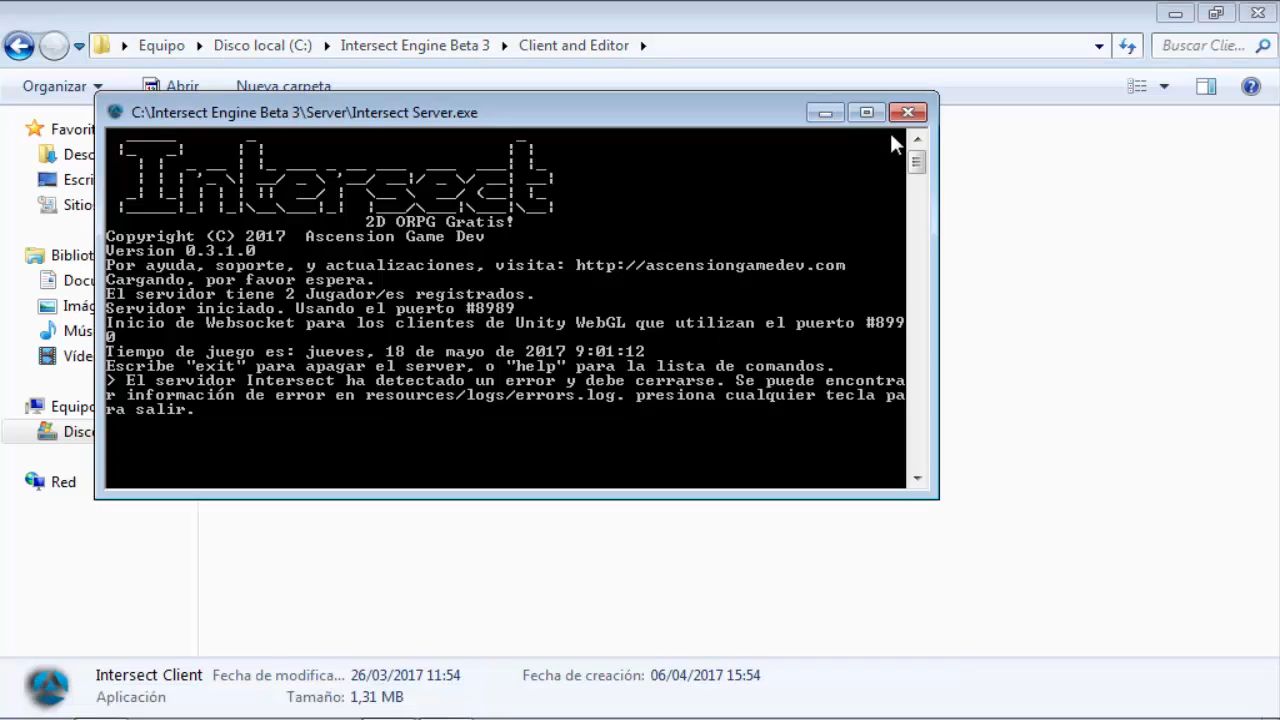 Equipo Disco local (C:) Intersect Engine Beta 3 Client and Editor
Buscar Clie...
Organizar Abrir Nueva carpeta
C:\Intersect Engine Beta 3\Server\Intersect Server.exe
Intersect
2D ORPG Gratis!
Copyright (C) 2017 Ascension Game Dev
Version 0.3.1.0
Por ayuda, soporte, y actualizaciones, visita: http://ascensiongamedev.com
Cargando, por favor espera.
El servidor tiene 2 Jugador/es registrados.
Servidor iniciado. Usando el puerto #8989
Inicio de Websocket para los clientes de Unity WebGL que utilizan el puerto #899
0
Tiempo de juego es: jueves, 18 de mayo de 2017 9:01:12
Escribe "exit" para apagar el server, o "help" para la lista de comandos.
> El servidor Intersect ha detectado un error y debe cerrarse. Se puede encontra
r información de error en resources/logs/errors.log. presiona cualquier tecla pa
ra salir.
Favorit
Desc
Escri
Sitio
Bibliot
Docu
Imág
Mús
Víde
Equipo
Disc
Red
Intersect Client Fecha de modifica... 26/03/2017 11:54 Fecha de creación: 06/04/2017 15:54
Aplicación Tamaño: 1,31 MB